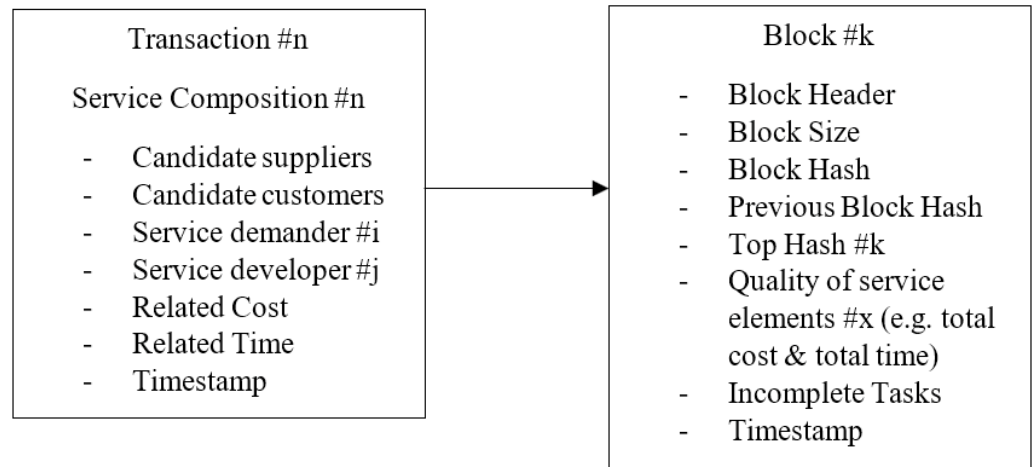 Transaction #n
Service Composition #n
- Candidate suppliers
- Candidate customers
- Service demander #i
- Service developer #j
- Related Cost
- Related Time
- Timestamp
Block #k
- Block Header
- Block Size
- Block Hash
- Previous Block Hash
- Top Hash #k
- Quality of service
elements #x (e.g. total
cost & total time)
- Incomplete Tasks
- Timestamp